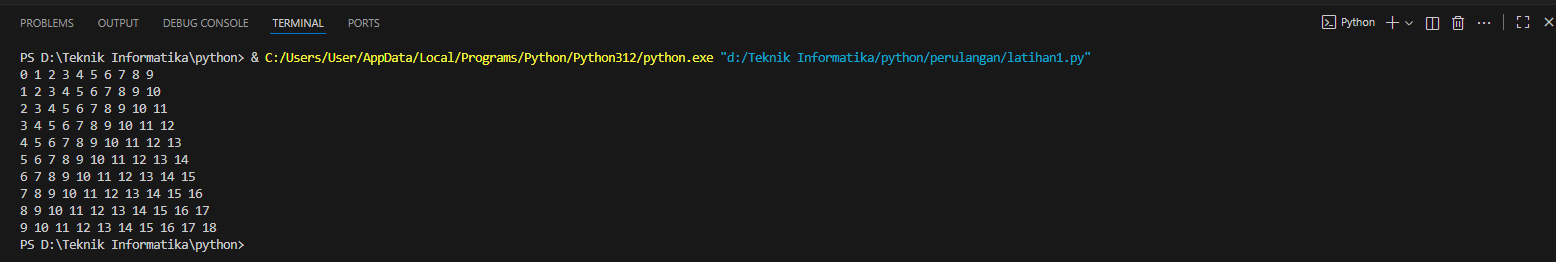 PROBLEMS OUTPUT DEBUG CONSOLE TERMINAL PORTS Python
PS D:\Teknik Informatika\python> & C:/Users/User/AppData/Local/Programs/Python/Python312/python.exe "d:/Teknik Informatika/python/perulangan/latihan1.py"
0 1 2 3 4 5 6 7 8 9
1 2 3 4 5 6 7 8 9 10
2 3 4 5 6 7 8 9 10 11
3 4 5 6 7 8 9 10 11 12
4 5 6 7 8 9 10 11 12 13
5 6 7 8 9 10 11 12 13 14
6 7 8 9 10 11 12 13 14 15
7 8 9 10 11 12 13 14 15 16
8 9 10 11 12 13 14 15 16 17
9 10 11 12 13 14 15 16 17 18
PS D:\Teknik Informatika\python>